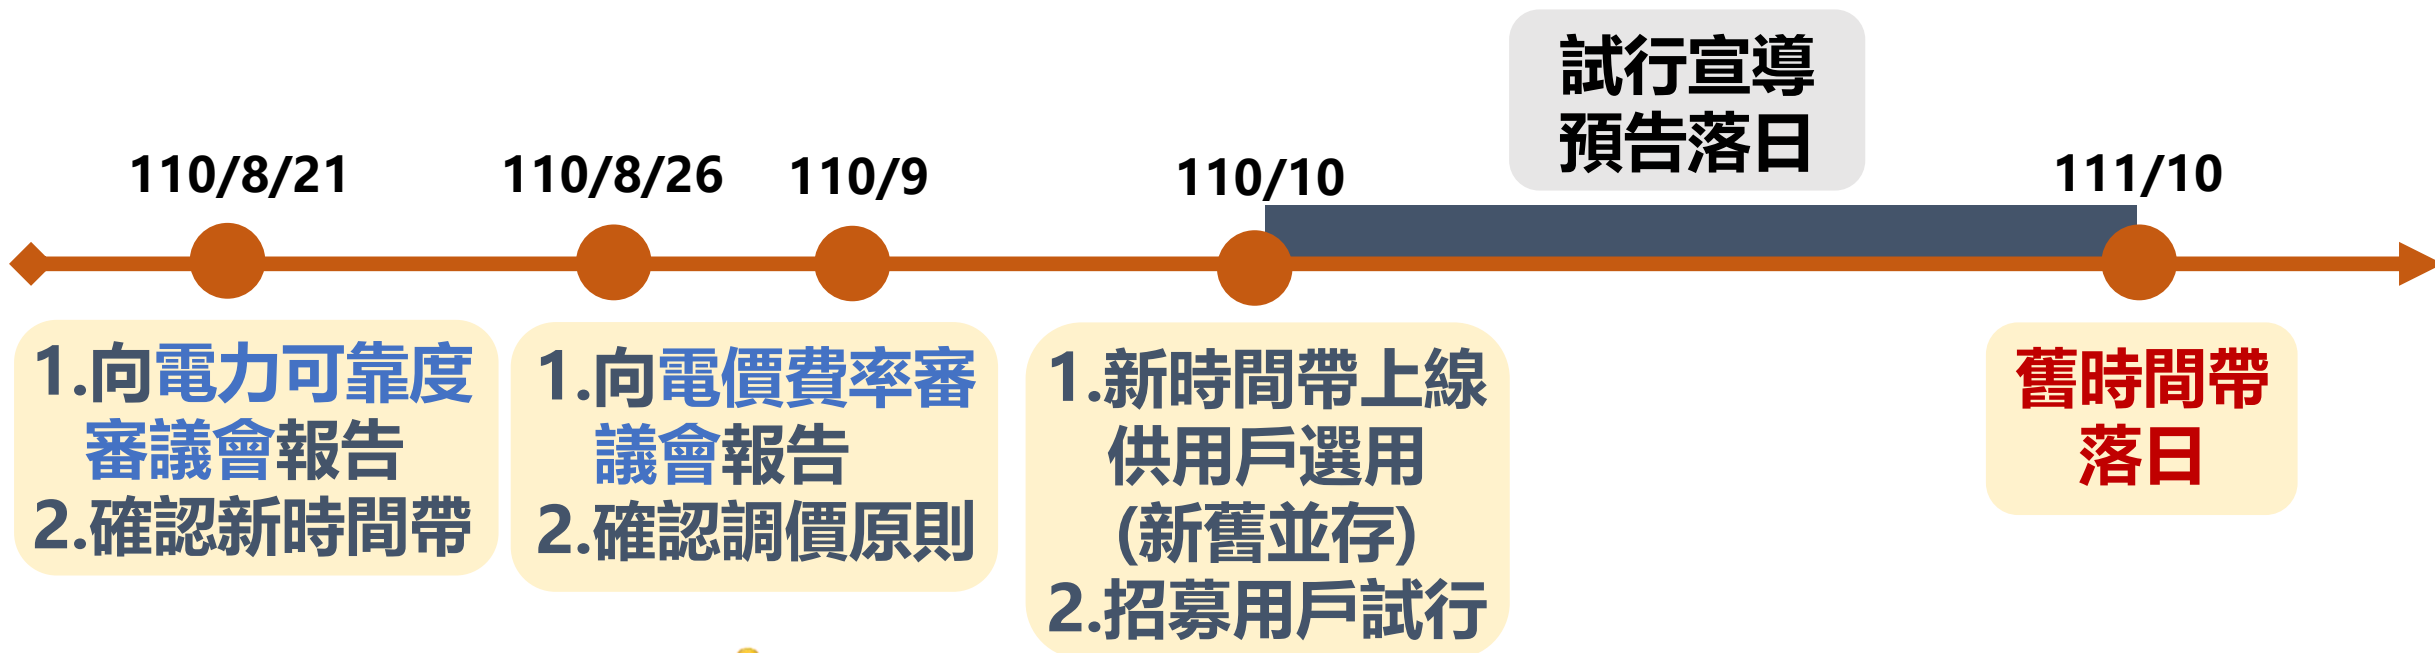 試行宣導
預告落日
110/8/21
110/8/26
110/9
110/10
111/10
1.向電力可靠度
審議會報告
2.確認新時間帶
1.向電價費率審
議會報告
2.確認調價原則
1.新時間帶上線
供用戶選用
(新舊並存)
2.招募用戶試行
舊時間帶
落日